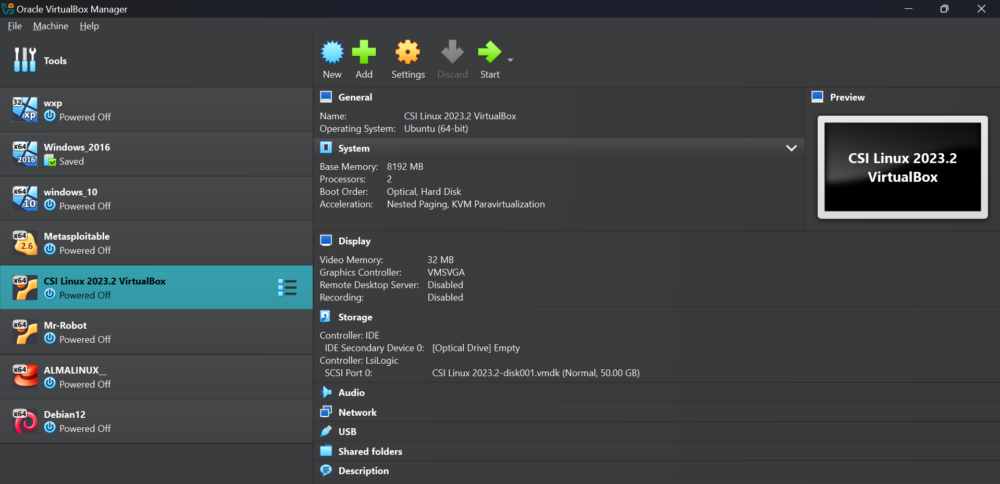 Oracle VirtualBox Manager
File Machine Help
Tools
New Add Settings Discard Start
32 xp wxp
Powered Off
x64 2016 Windows_2016
Saved
x64 10 windows_10
Powered Off
x64 2.6 Metasploitable
Powered Off
x64 CSI Linux 2023.2 VirtualBox
Powered Off
x64 Mr-Robot
Powered Off
x64 ALMALINUX__
Powered Off
x64 Debian12
Powered Off
General
Name: CSI Linux 2023.2 VirtualBox
Operating System: Ubuntu (64-bit)
System
Base Memory: 8192 MB
Processors: 2
Boot Order: Optical, Hard Disk
Acceleration: Nested Paging, KVM Paravirtualization
Preview
CSI Linux 2023.2
VirtualBox
Display
Video Memory: 32 MB
Graphics Controller: VMSVGA
Remote Desktop Server: Disabled
Recording: Disabled
Storage
Controller: IDE
IDE Secondary Device 0: [Optical Drive] Empty
Controller: LsiLogic
SCSI Port 0: CSI Linux 2023.2-disk001.vmdk (Normal, 50.00 GB)
Audio
Network
USB
Shared folders
Description